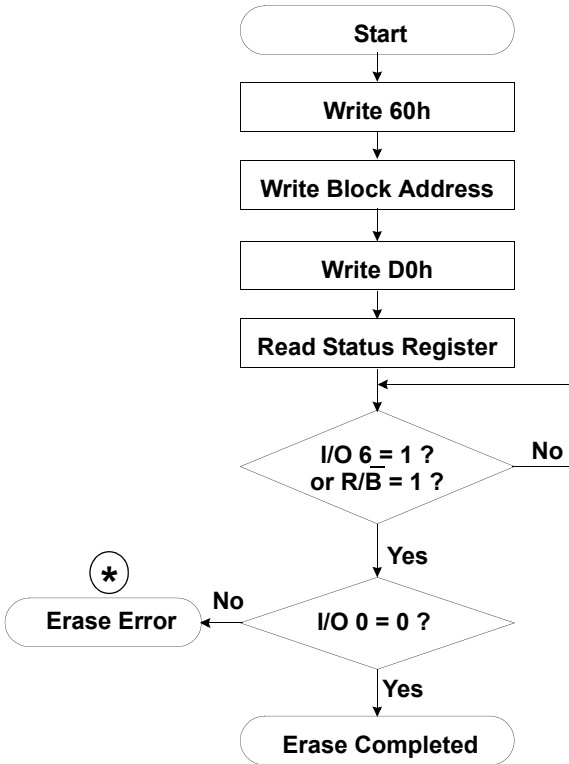 Start
Write 60h
Write Block Address
Write D0h
Read Status Register
I/O 6 = 1 ?
or R/B̅ = 1 ?
No
Yes
*
No
Erase Error
I/O 0 = 0 ?
Yes
Erase Completed